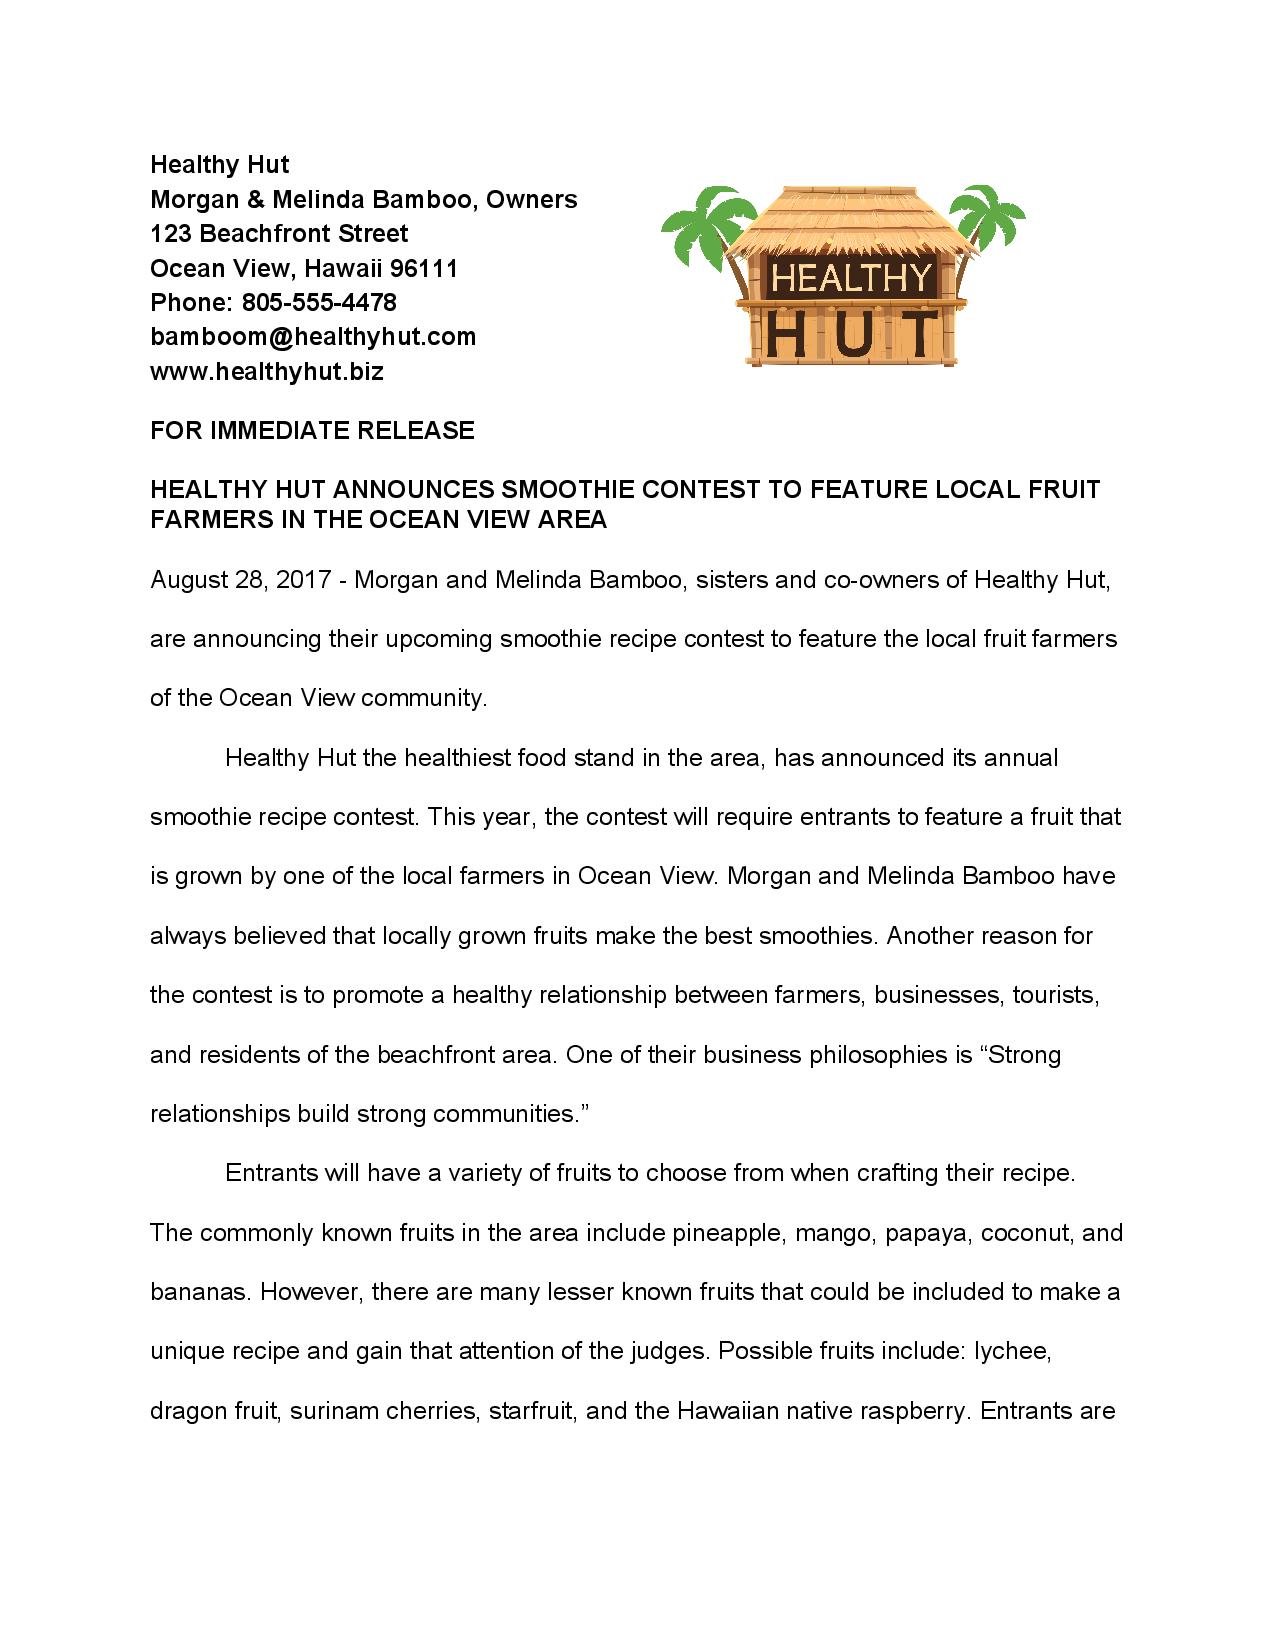 Healthy Hut
Morgan & Melinda Bamboo, Owners
123 Beachfront Street
Ocean View, Hawaii 96111
Phone: 805-555-4478
bamboom@healthyhut.com
www.healthyhut.biz
HEALTHY
HUT
FOR IMMEDIATE RELEASE
HEALTHY HUT ANNOUNCES SMOOTHIE CONTEST TO FEATURE LOCAL FRUIT
FARMERS IN THE OCEAN VIEW AREA
August 28, 2017 - Morgan and Melinda Bamboo, sisters and co-owners of Healthy Hut,
are announcing their upcoming smoothie recipe contest to feature the local fruit farmers
of the Ocean View community.
Healthy Hut the healthiest food stand in the area, has announced its annual
smoothie recipe contest. This year, the contest will require entrants to feature a fruit that
is grown by one of the local farmers in Ocean View. Morgan and Melinda Bamboo have
always believed that locally grown fruits make the best smoothies. Another reason for
the contest is to promote a healthy relationship between farmers, businesses, tourists,
and residents of the beachfront area. One of their business philosophies is “Strong
relationships build strong communities.”
Entrants will have a variety of fruits to choose from when crafting their recipe.
The commonly known fruits in the area include pineapple, mango, papaya, coconut, and
bananas. However, there are many lesser known fruits that could be included to make a
unique recipe and gain that attention of the judges. Possible fruits include: lychee,
dragon fruit, surinam cherries, starfruit, and the Hawaiian native raspberry. Entrants are